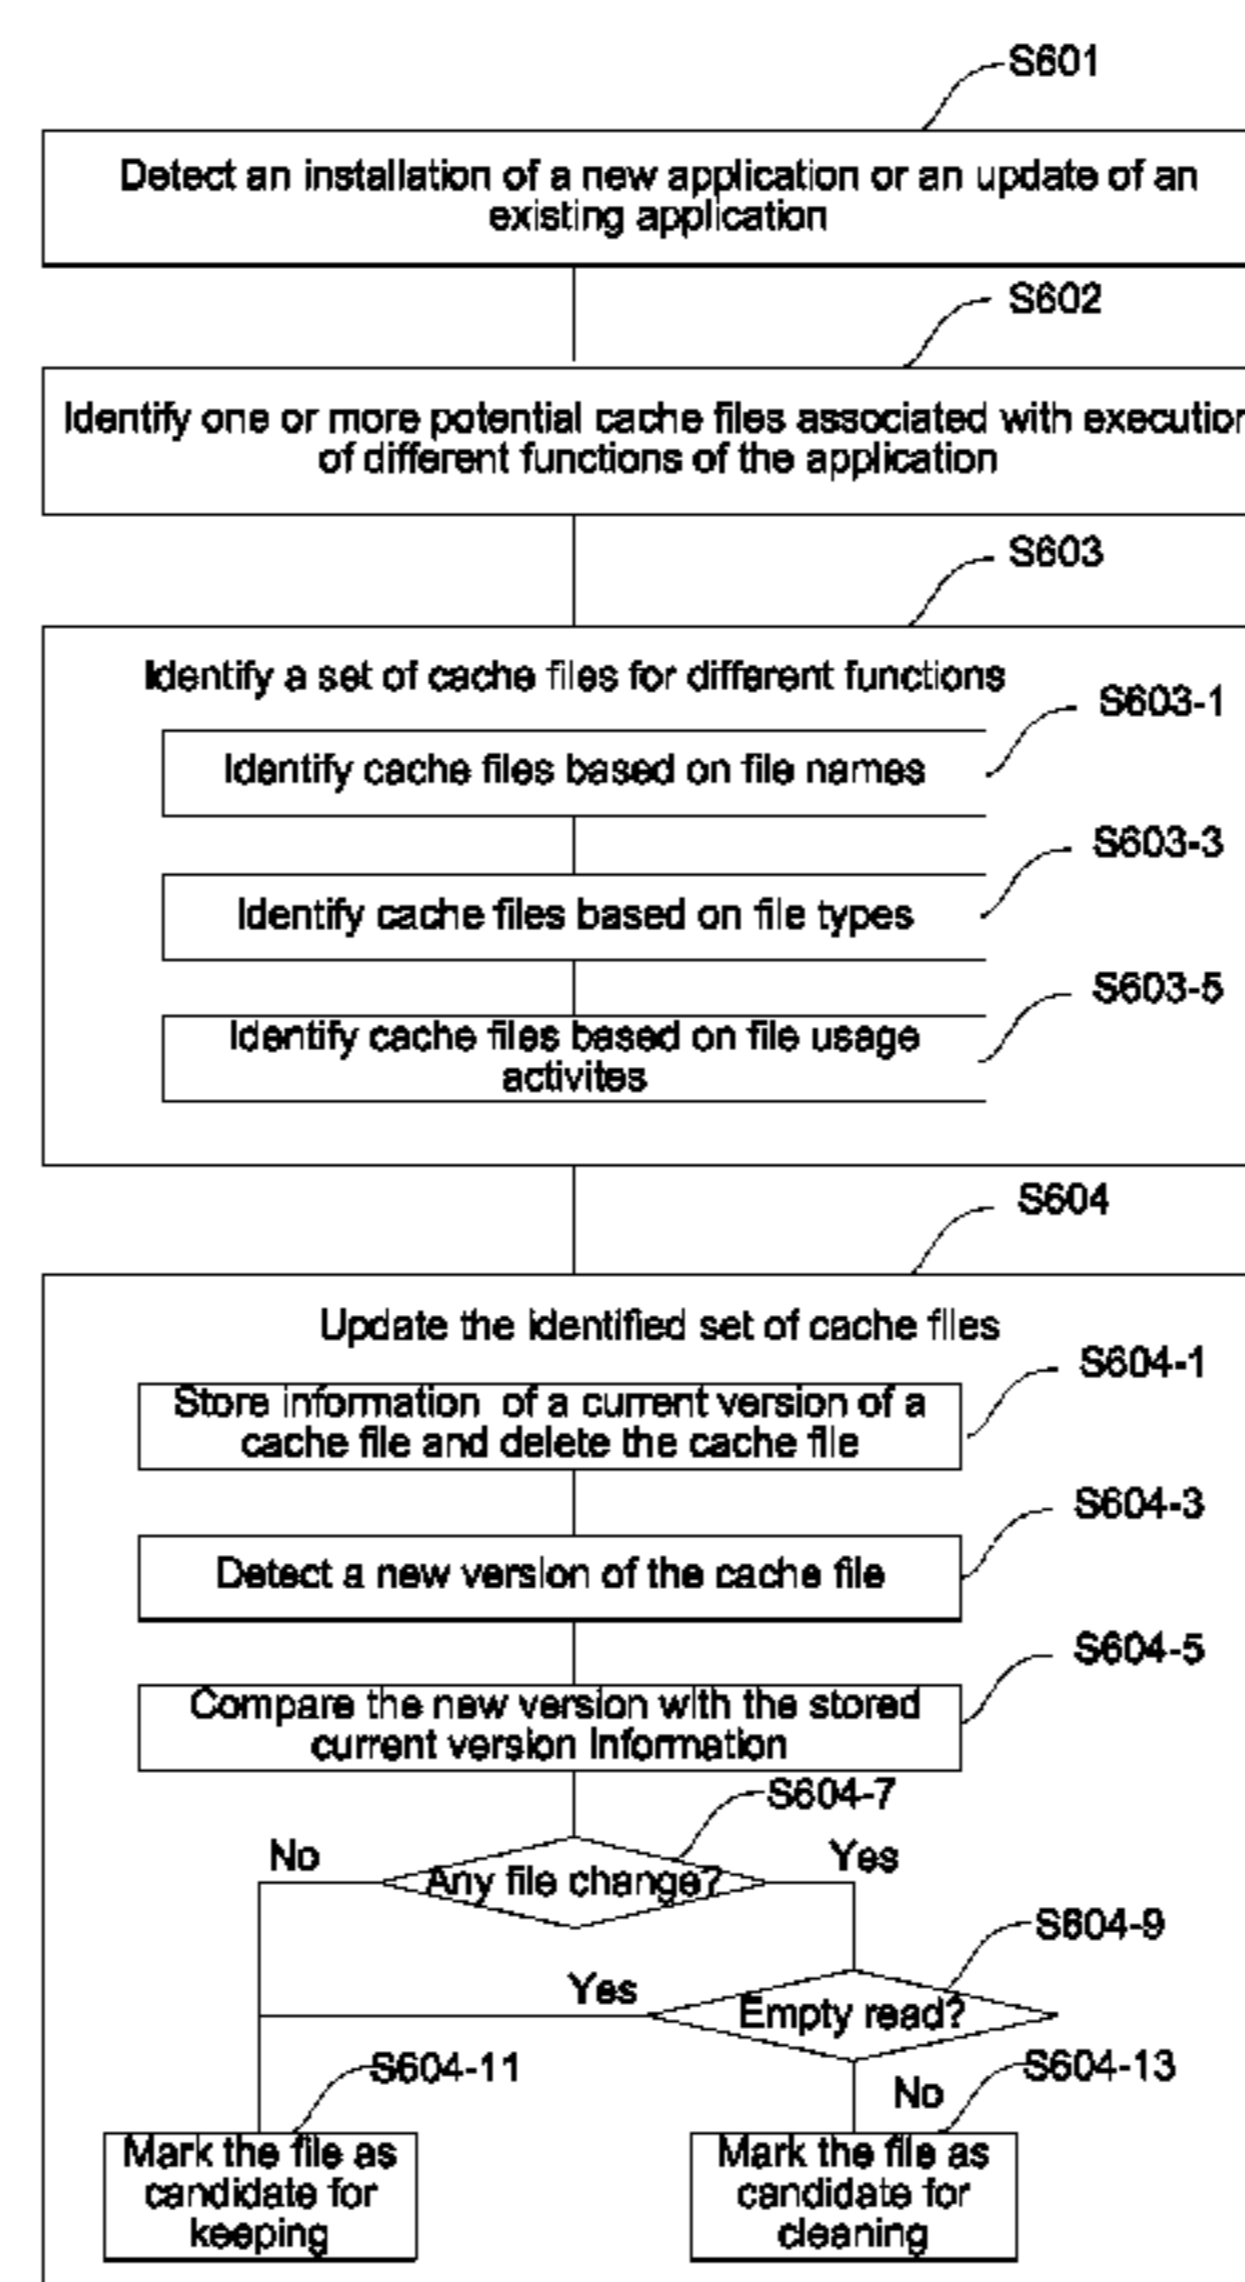 S601
Detect an installation of a new application or an update of an
existing application
S602
Identify one or more potential cache files associated with execution
of different functions of the application
S603
Identify a set of cache files for different functions
S603-1
Identify cache files based on file names
S603-3
Identify cache files based on file types
S603-5
Identify cache files based on file usage
activites
S604
Update the identified set of cache files
S604-1
Store information of a current version of a
cache file and delete the cache file
S604-3
Detect a new version of the cache file
S604-5
Compare the new version with the stored
current version Information
S604-7
No
Any file change?
Yes
S604-9
Yes
Empty read?
S604-11
S604-13
No
Mark the file as
candidate for
keeping
Mark the file as
candidate for
cleaning